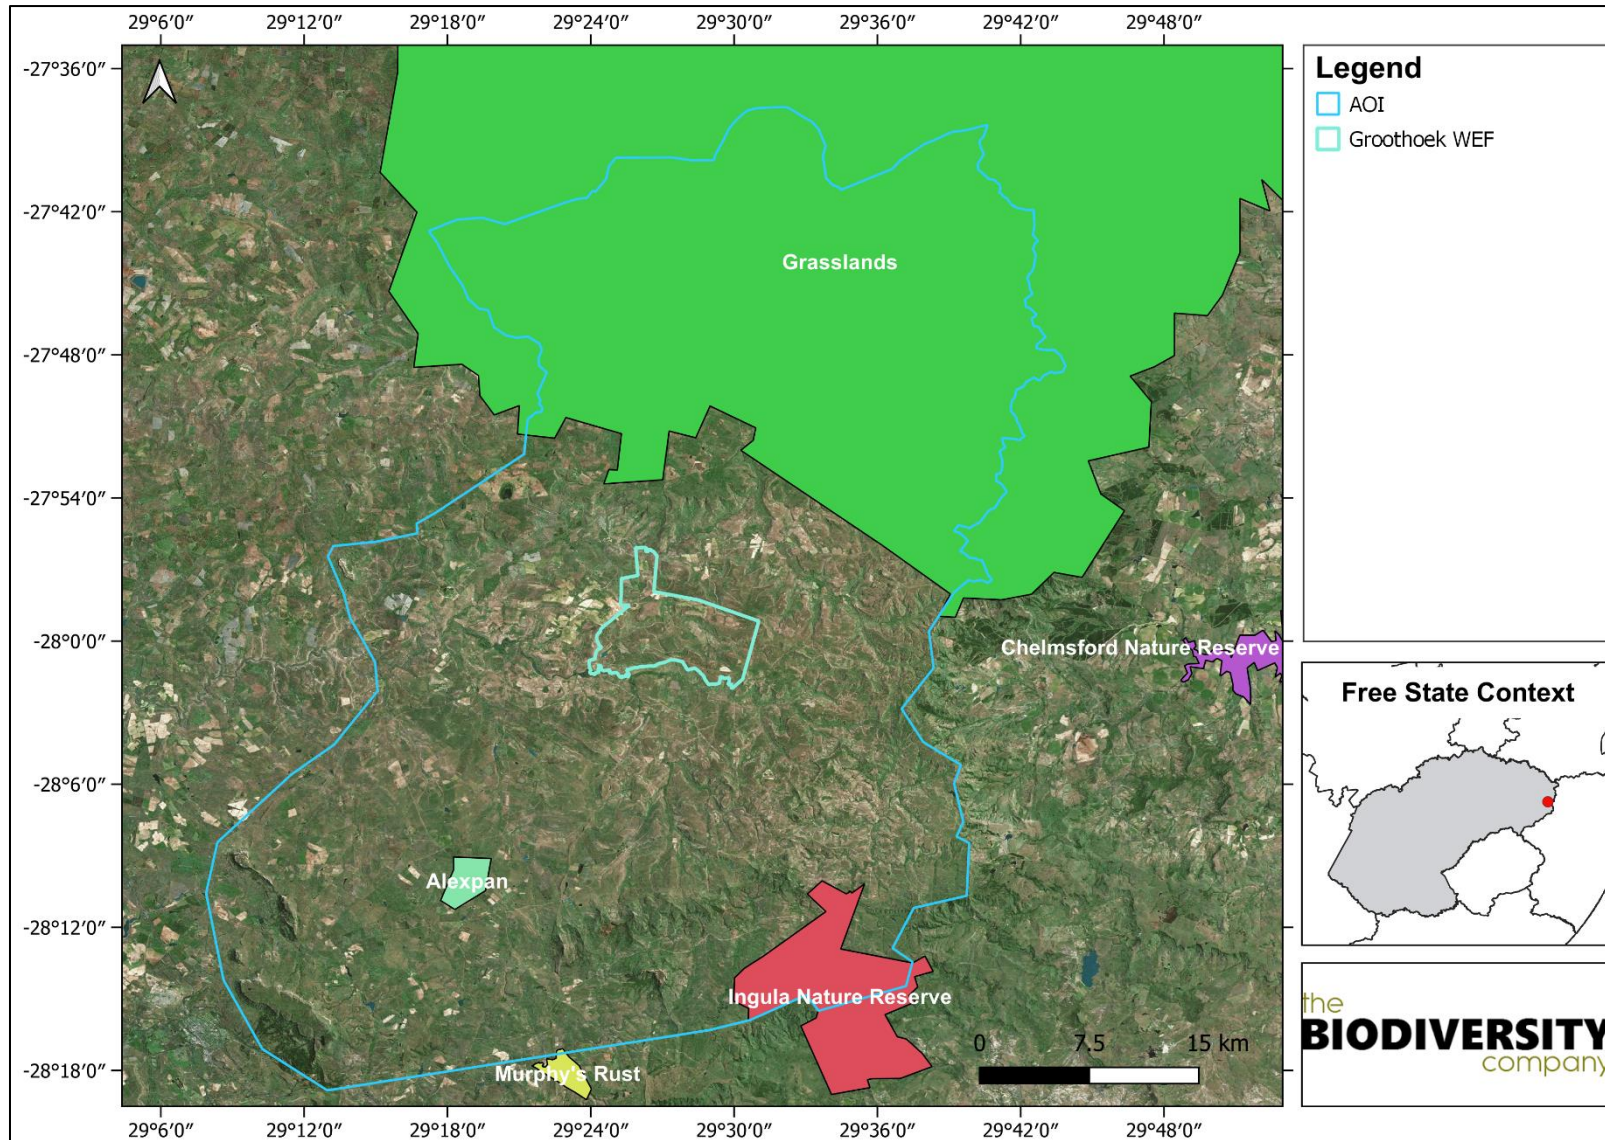 29°6′0″ 29°12′0″ 29°18′0″ 29°24′0″ 29°30′0″ 29°36′0″ 29°42′0″ 29°48′0″
-27°36′0″
-27°42′0″
-27°48′0″
-27°54′0″
-28°0′0″
-28°6′0″
-28°12′0″
-28°18′0″
Grasslands
Chelmsford Nature Reserve
Alexpan
Ingula Nature Reserve
Murphy's Rust
0 7.5 15 km
29°6′0″ 29°12′0″ 29°18′0″ 29°24′0″ 29°30′0″ 29°36′0″ 29°42′0″ 29°48′0″
Legend
AOI
Groothoek WEF
Free State Context
the
BIODIVERSITY
company